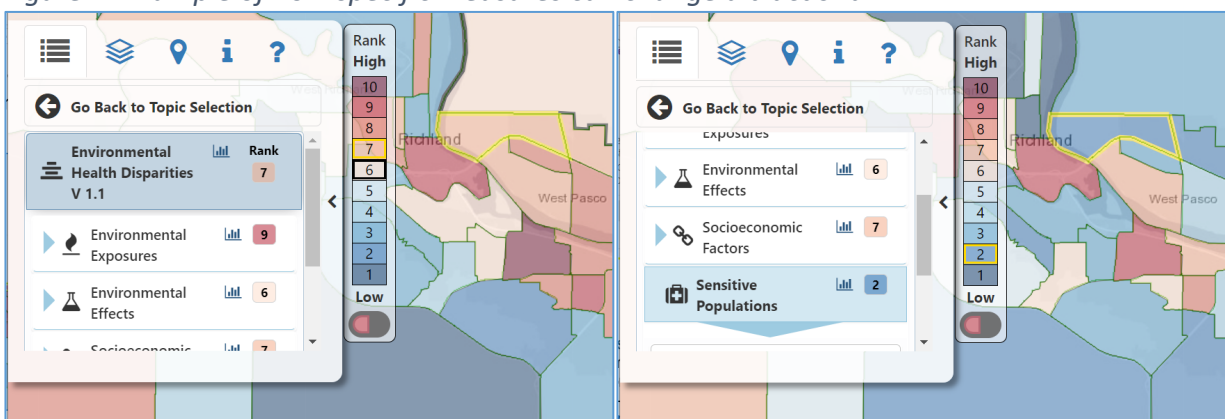 i
?
Go Back to Topic Selection
Environmental
Health Disparities
V 1.1
Rank
7
Environmental
Exposures
9
Environmental
Effects
6
Socioeconomic
7
Rank
High
10
9
8
7
6
5
4
3
2
1
Low
Richland
West Pasco
i
?
Go Back to Topic Selection
Exposures
Environmental
Effects
6
Socioeconomic
Factors
7
Sensitive
Populations
2
Rank
High
10
9
8
7
6
5
4
3
2
1
Low
Richland
West Pasco